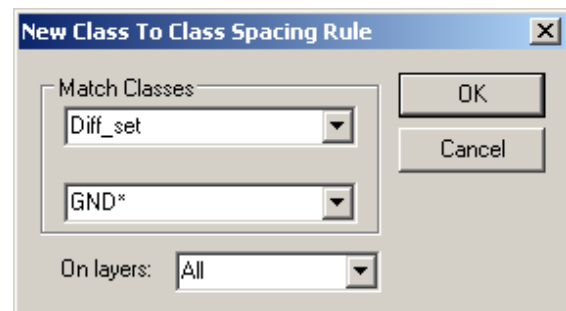 New Class To Class Spacing Rule
Match Classes
Diff_set
GND*
On layers: All
OK
Cancel